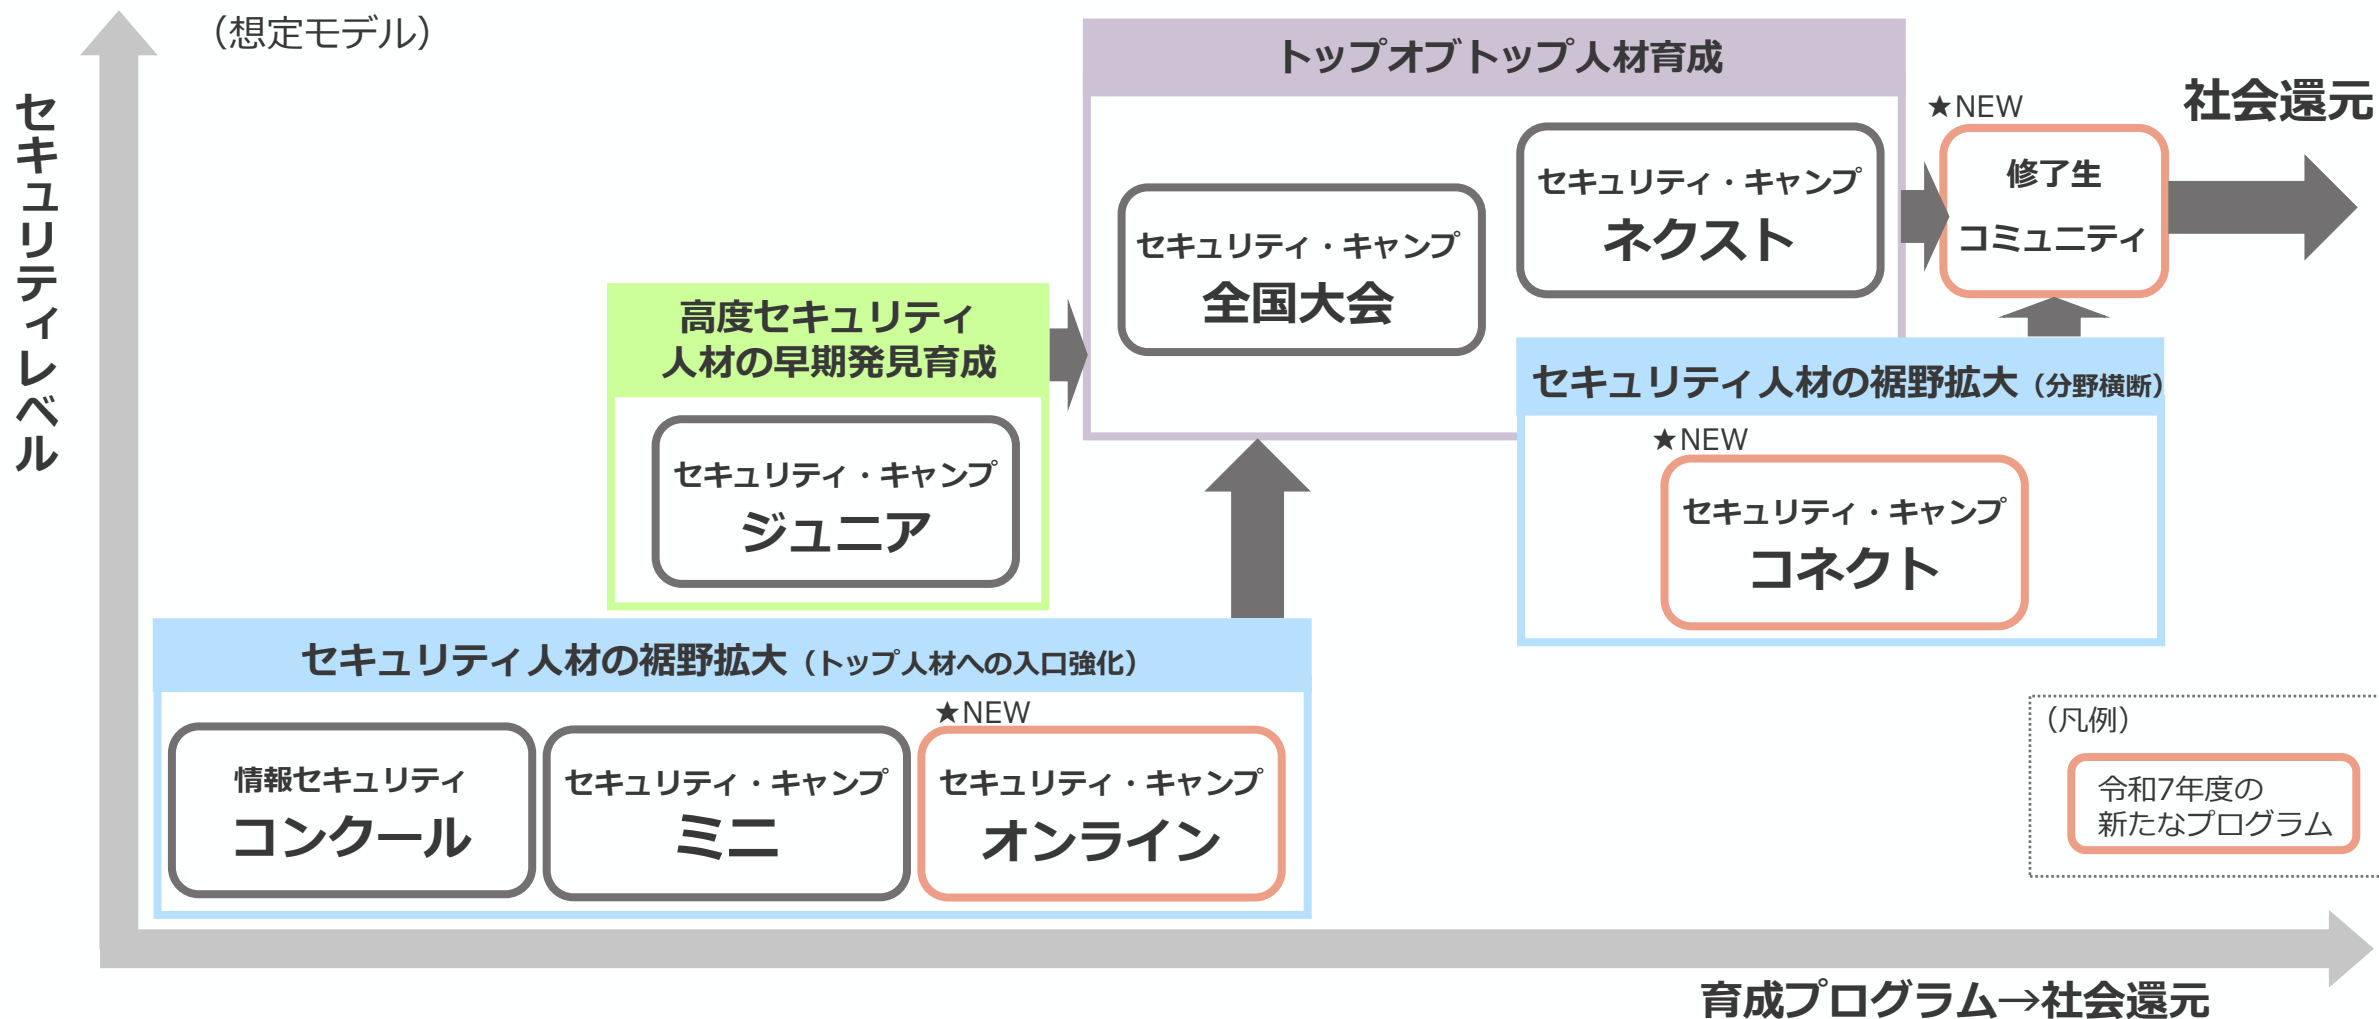 （想定モデル）
セキュリティレベル
トップオブトップ人材育成
セキュリティ・キャンプ
全国大会
セキュリティ・キャンプ
ネクスト
★NEW
修了生
コミュニティ
社会還元
高度セキュリティ
人材の早期発見育成
セキュリティ・キャンプ
ジュニア
セキュリティ人材の裾野拡大（分野横断）
★NEW
セキュリティ・キャンプ
コネクト
セキュリティ人材の裾野拡大（トップ人材への入口強化）
情報セキュリティ
コンクール
セキュリティ・キャンプ
ミニ
★NEW
セキュリティ・キャンプ
オンライン
（凡例）
令和7年度の
新たなプログラム
育成プログラム→社会還元